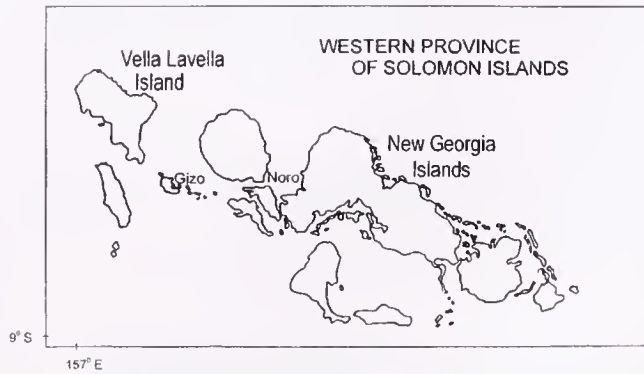 WESTERN PROVINCE
OF SOLOMON ISLANDS
Vella Lavella
Island
New Georgia
Islands
Gizo
Noro
9° S
157° E